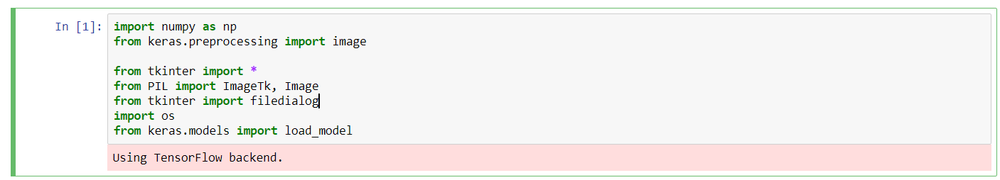 In [1]: import numpy as np
from keras.preprocessing import image
from tkinter import *
from PIL import ImageTk, Image
from tkinter import filedialog
import os
from keras.models import load_model
Using TensorFlow backend.